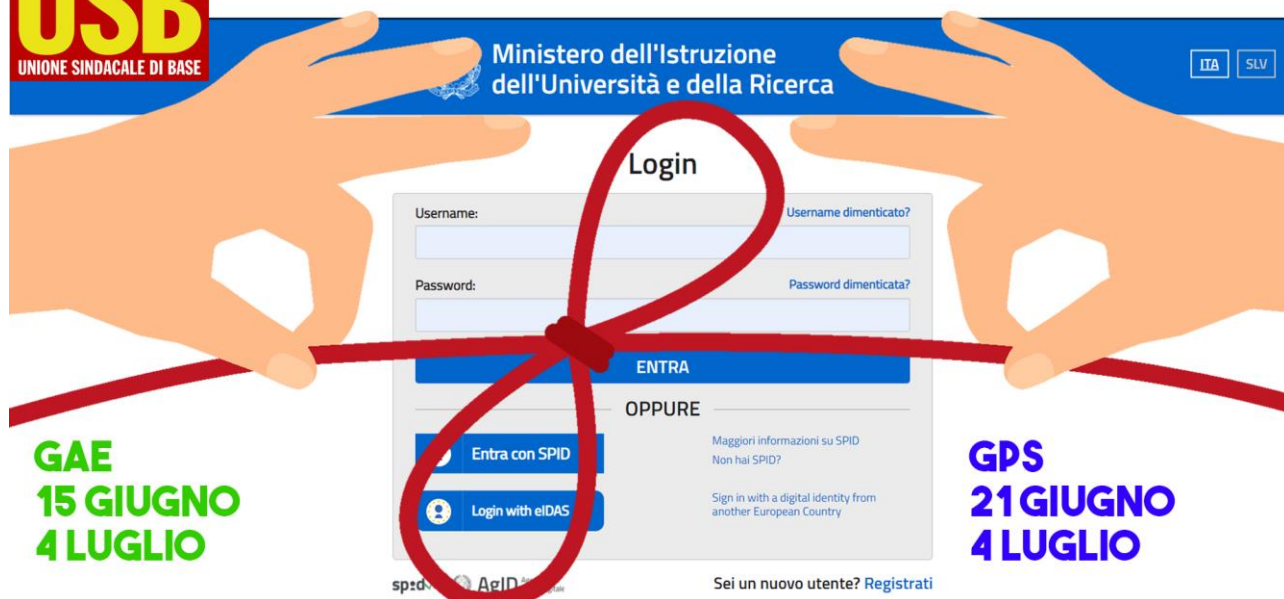 USB
UNIONE SINDACALE DI BASE
Ministero dell'Istruzione
dell'Università e della Ricerca
ITA SLV
Login
Username: Username dimenticato?
Password: Password dimenticata?
ENTRA
OPPURE
Entra con SPID
Maggiori informazioni su SPID
Non hai SPID?
Login with eIDAS
Sign in with a digital identity from
another European Country
GAE
15 GIUGNO
4 LUGLIO
GPS
21 GIUGNO
4 LUGLIO
sp:d AgID
Sei un nuovo utente? Registrati